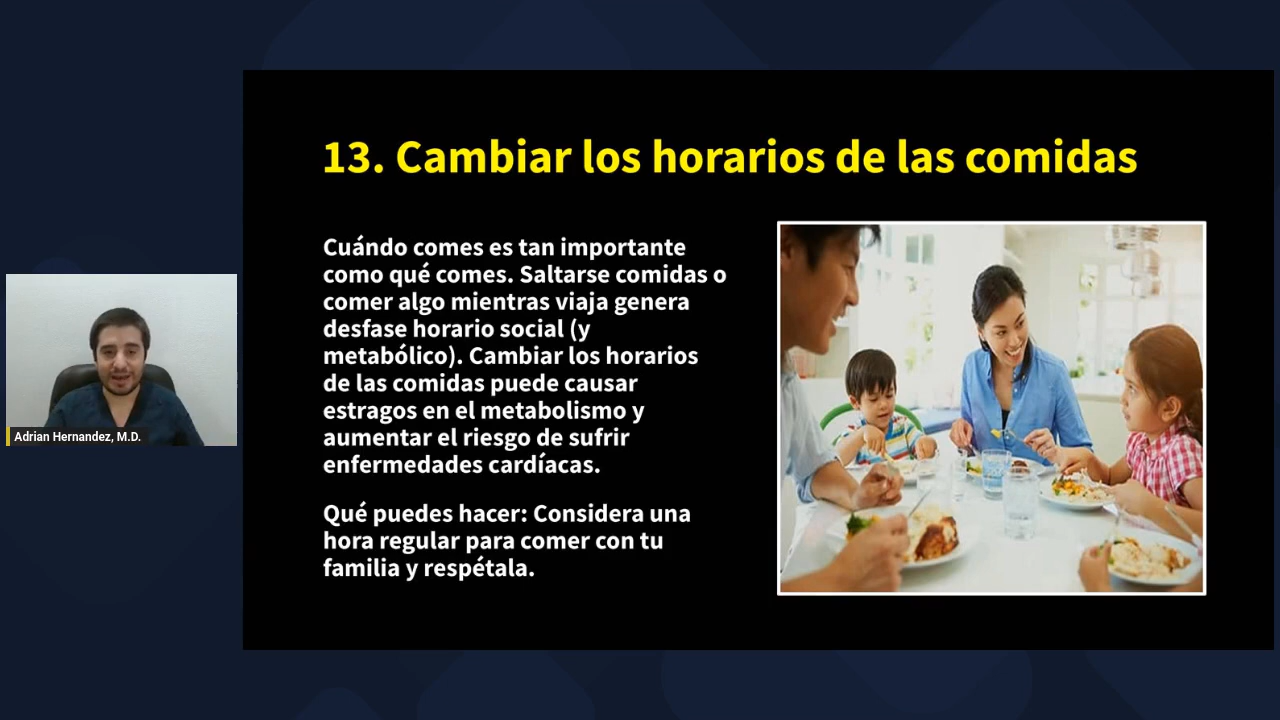 13. Cambiar los horarios de las comidas
Cuándo comes es tan importante
como qué comes. Saltarse comidas o
comer algo mientras viaja genera
desfase horario social (y
metabólico). Cambiar los horarios
de las comidas puede causar
estragos en el metabolismo y
aumentar el riesgo de sufrir
enfermedades cardíacas.
Qué puedes hacer: Considera una
hora regular para comer con tu
familia y respétala.
Adrian Hernandez, M.D.